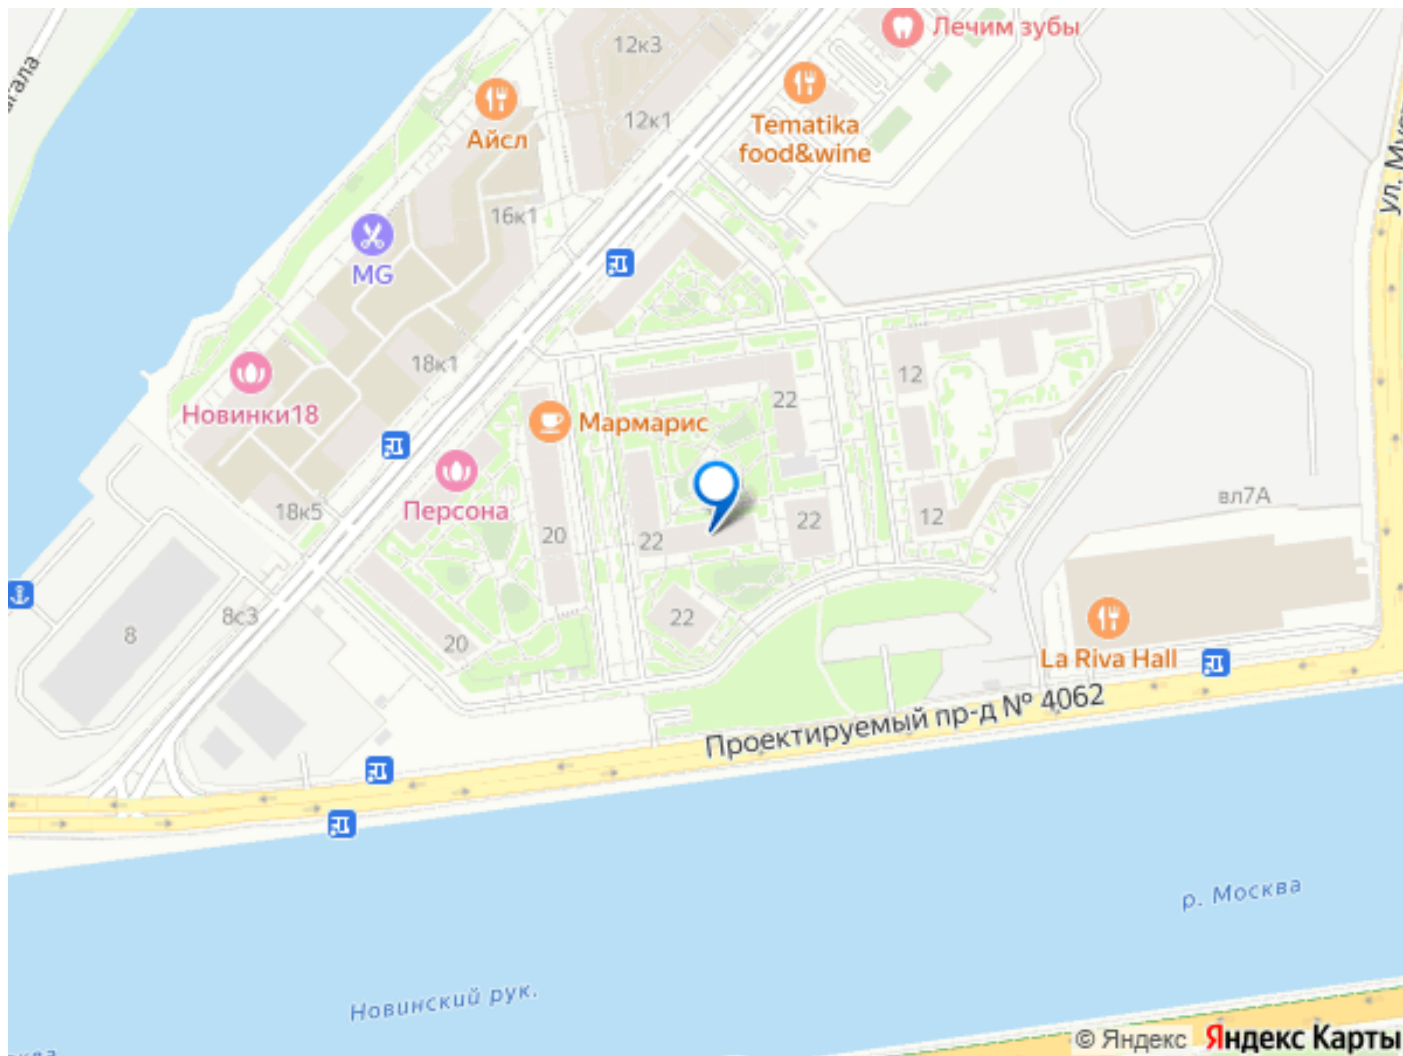 12к3
Лечим зубы
Айсл
12к1
Tematika
food&wine
16к1
MG
18к1
Новинки18
12
22
Мармарис
Персона
18к5
вл7А
20
22
22
12
8с3
8
20
22
La Riva Hall
Проектируемый пр-д № 4062
р. Москва
Новинский рук.
© Яндекс Яндекс Карты